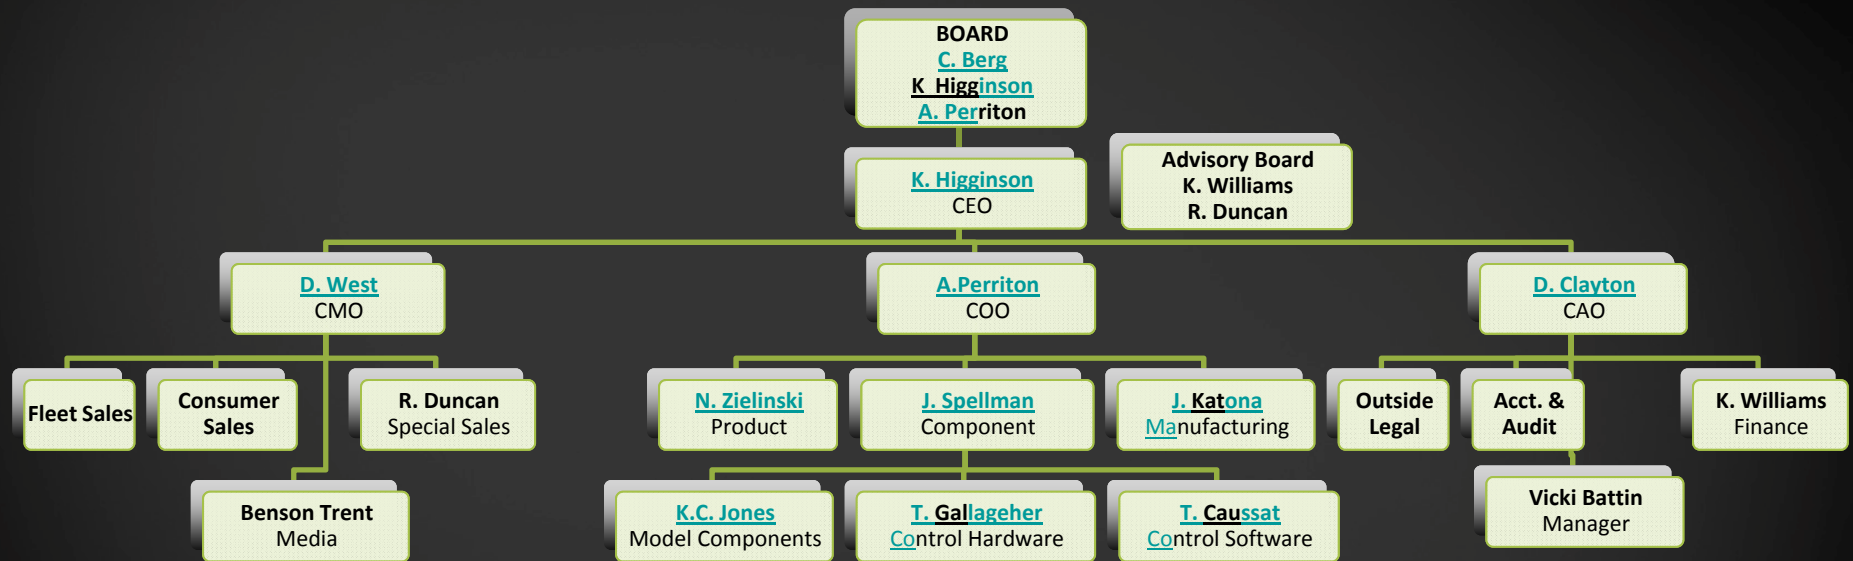 BOARD
C. Berg
K Higginson
A. Perriton
K. Higginson
CEO
Advisory Board
K. Williams
R. Duncan
D. West
CMO
A.Perriton
COO
D. Clayton
CAO
Fleet Sales
Consumer
Sales
R. Duncan
Special Sales
N. Zielinski
Product
J. Spellman
Component
J. Katona
Manufacturing
Outside
Legal
Acct. &
Audit
K. Williams
Finance
Benson Trent
Media
K.C. Jones
Model Components
T. Gallageher
Control Hardware
T. Caussat
Control Software
Vicki Battin
Manager